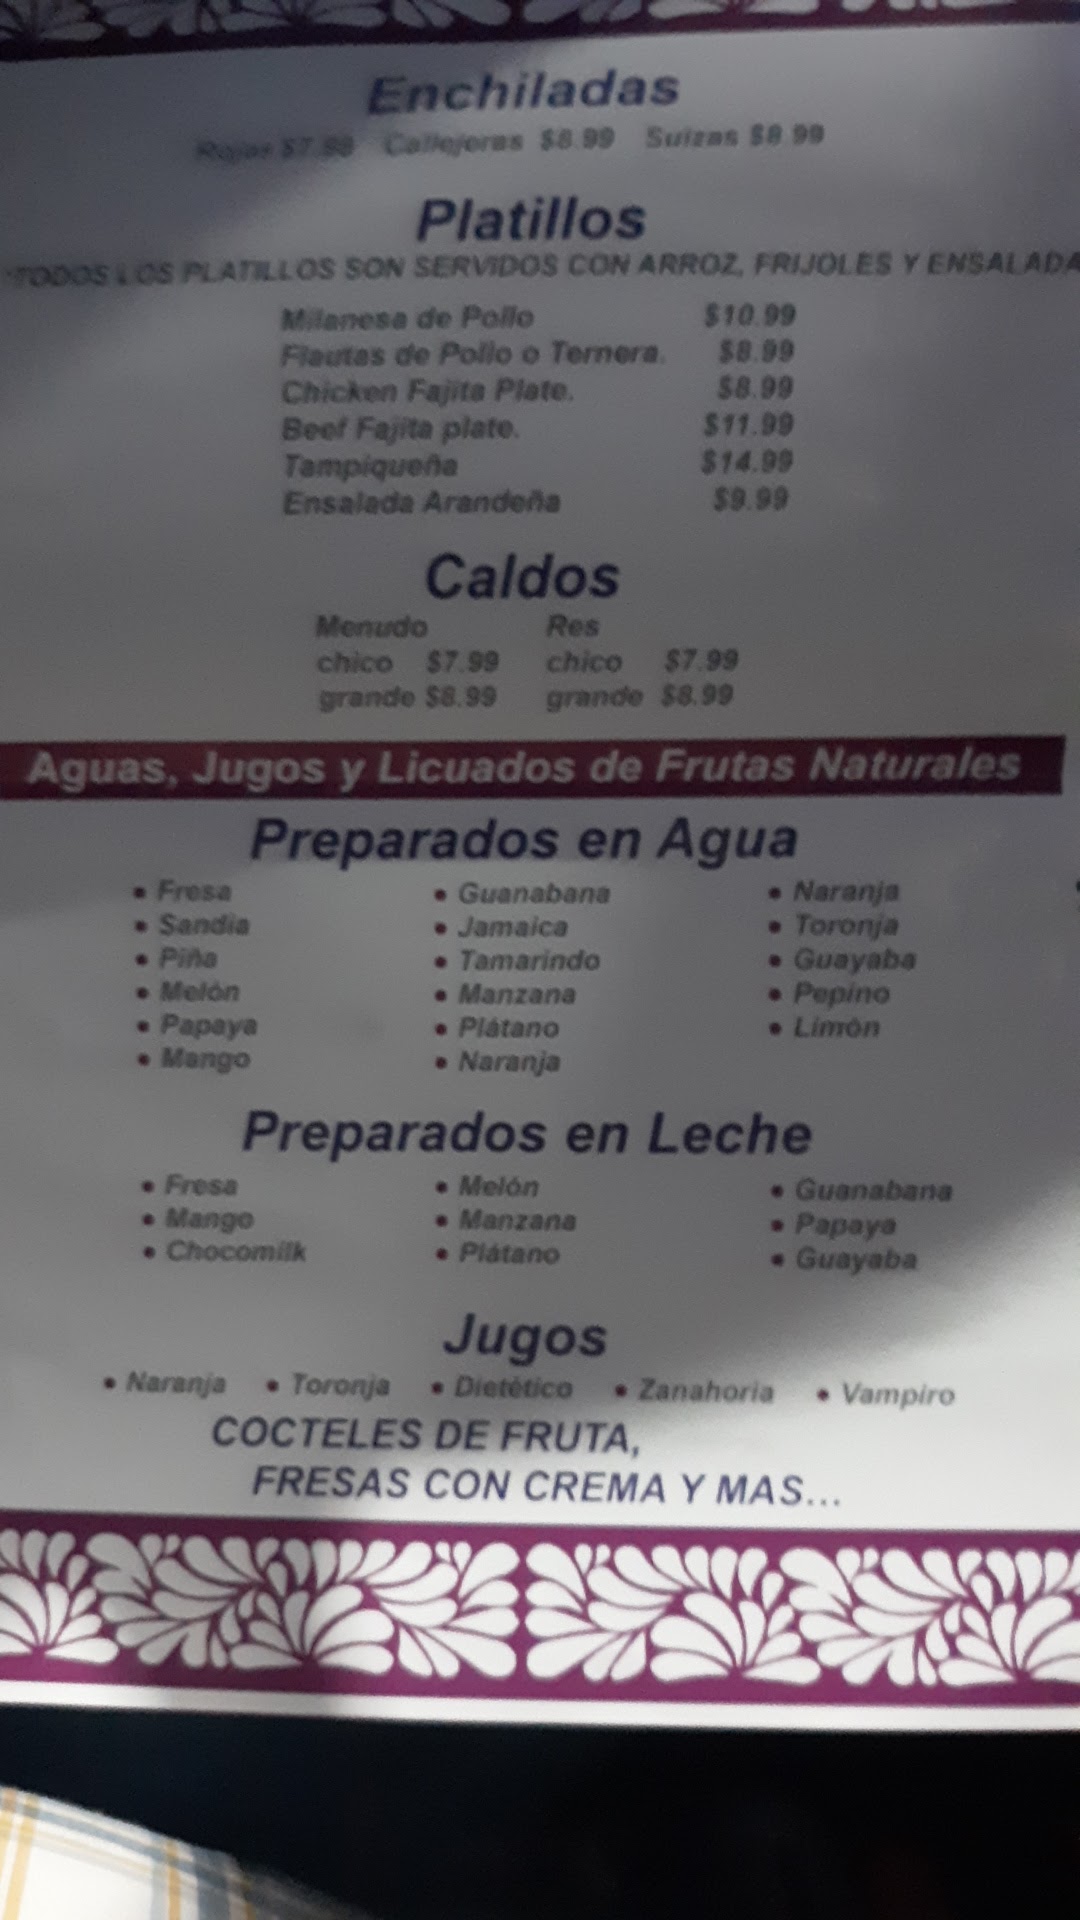 Enchiladas
Rojas $7.99 Callejeras $8.99 Suizas $8.99
Platillos
*TODOS LOS PLATILLOS SON SERVIDOS CON ARROZ, FRIJOLES Y ENSALADA
Milanesa de Pollo $10.99
Flautas de Pollo o Ternera. $8.99
Chicken Fajita Plate. $8.99
Beef Fajita plate. $11.99
Tampiqueña $14.99
Ensalada Arandeña $9.99
Caldos
Menudo Res
chico $7.99 chico $7.99
grande $8.99 grande $8.99
Aguas, Jugos y Licuados de Frutas Naturales
Preparados en Agua
• Fresa • Guanabana • Naranja
• Sandia • Jamaica • Toronja
• Piña • Tamarindo • Guayaba
• Melón • Manzana • Pepino
• Papaya • Plátano • Limón
• Mango • Naranja
Preparados en Leche
• Fresa • Melón • Guanabana
• Mango • Manzana • Papaya
• Chocomilk • Plátano • Guayaba
Jugos
• Naranja • Toronja • Dietético • Zanahoria • Vampiro
COCTELES DE FRUTA,
FRESAS CON CREMA Y MAS...